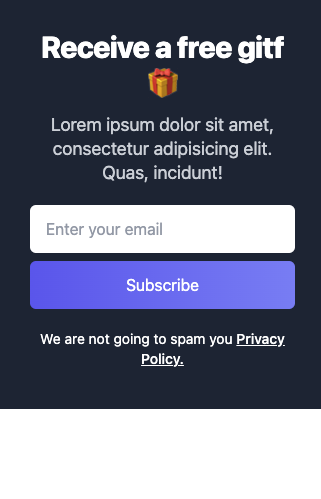 Receive a free gitf
🎁
Lorem ipsum dolor sit amet,
consectetur adipisicing elit.
Quas, incidunt!
Enter your email
Subscribe
We are not going to spam you Privacy
Policy.